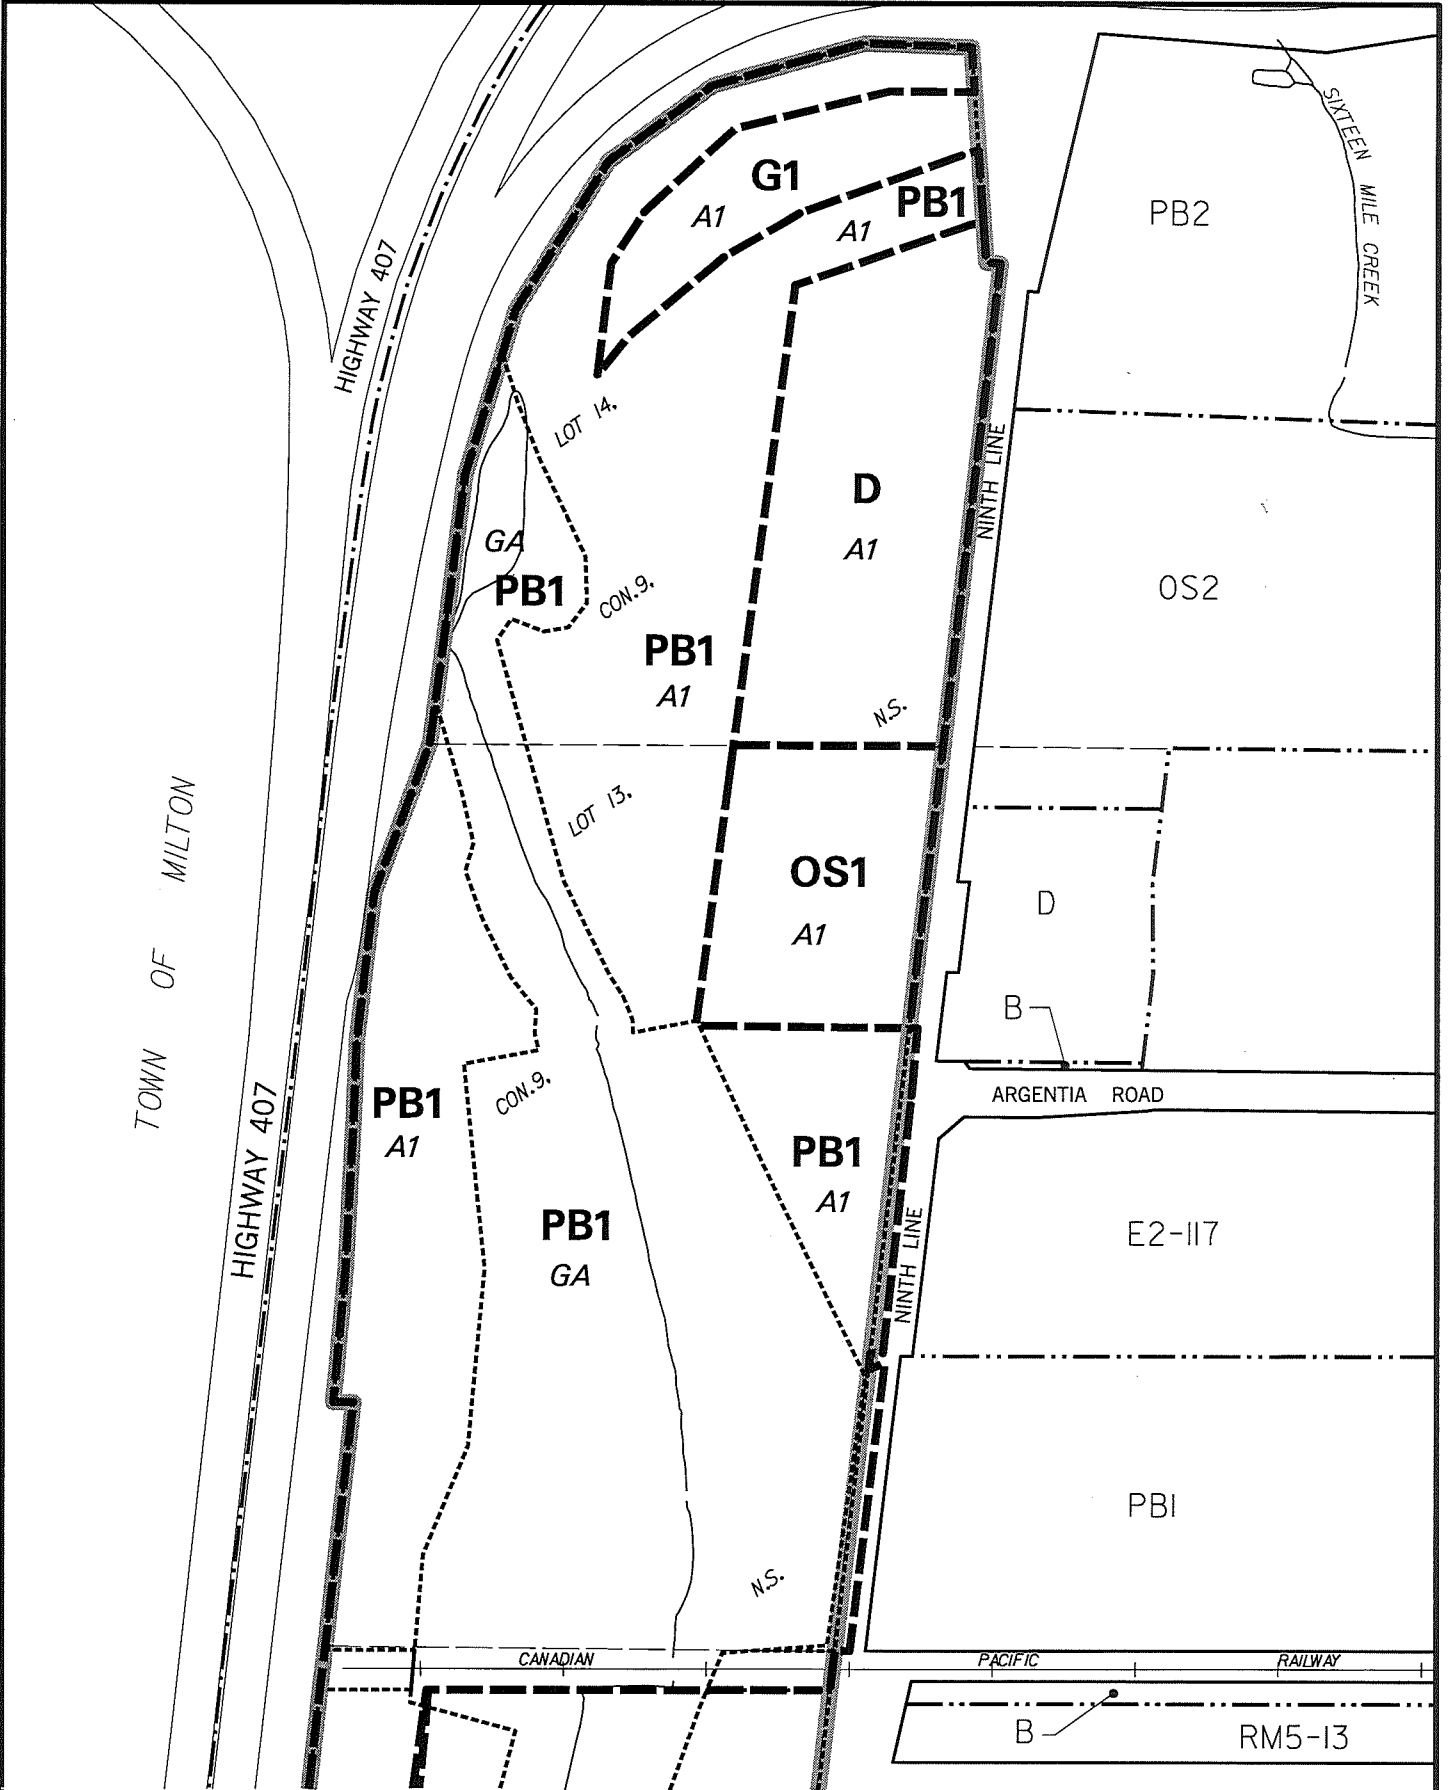 SIXTEEN MILE CREEK
G1
PB1
A1
PB2
A1
HIGHWAY 407
LOT 14,
NINTH LINE
D
GA
A1
PB1
CON.9,
OS2
PB1
A1
N.S.
LOT 13,
TOWN OF MILTON
OS1
D
A1
B
CON.9,
ARGENTIA ROAD
PB1
A1
HIGHWAY 407
PB1
A1
PB1
GA
NINTH LINE
E2-117
PB1
N.S.
CANADIAN PACIFIC RAILWAY
B
RM5-13